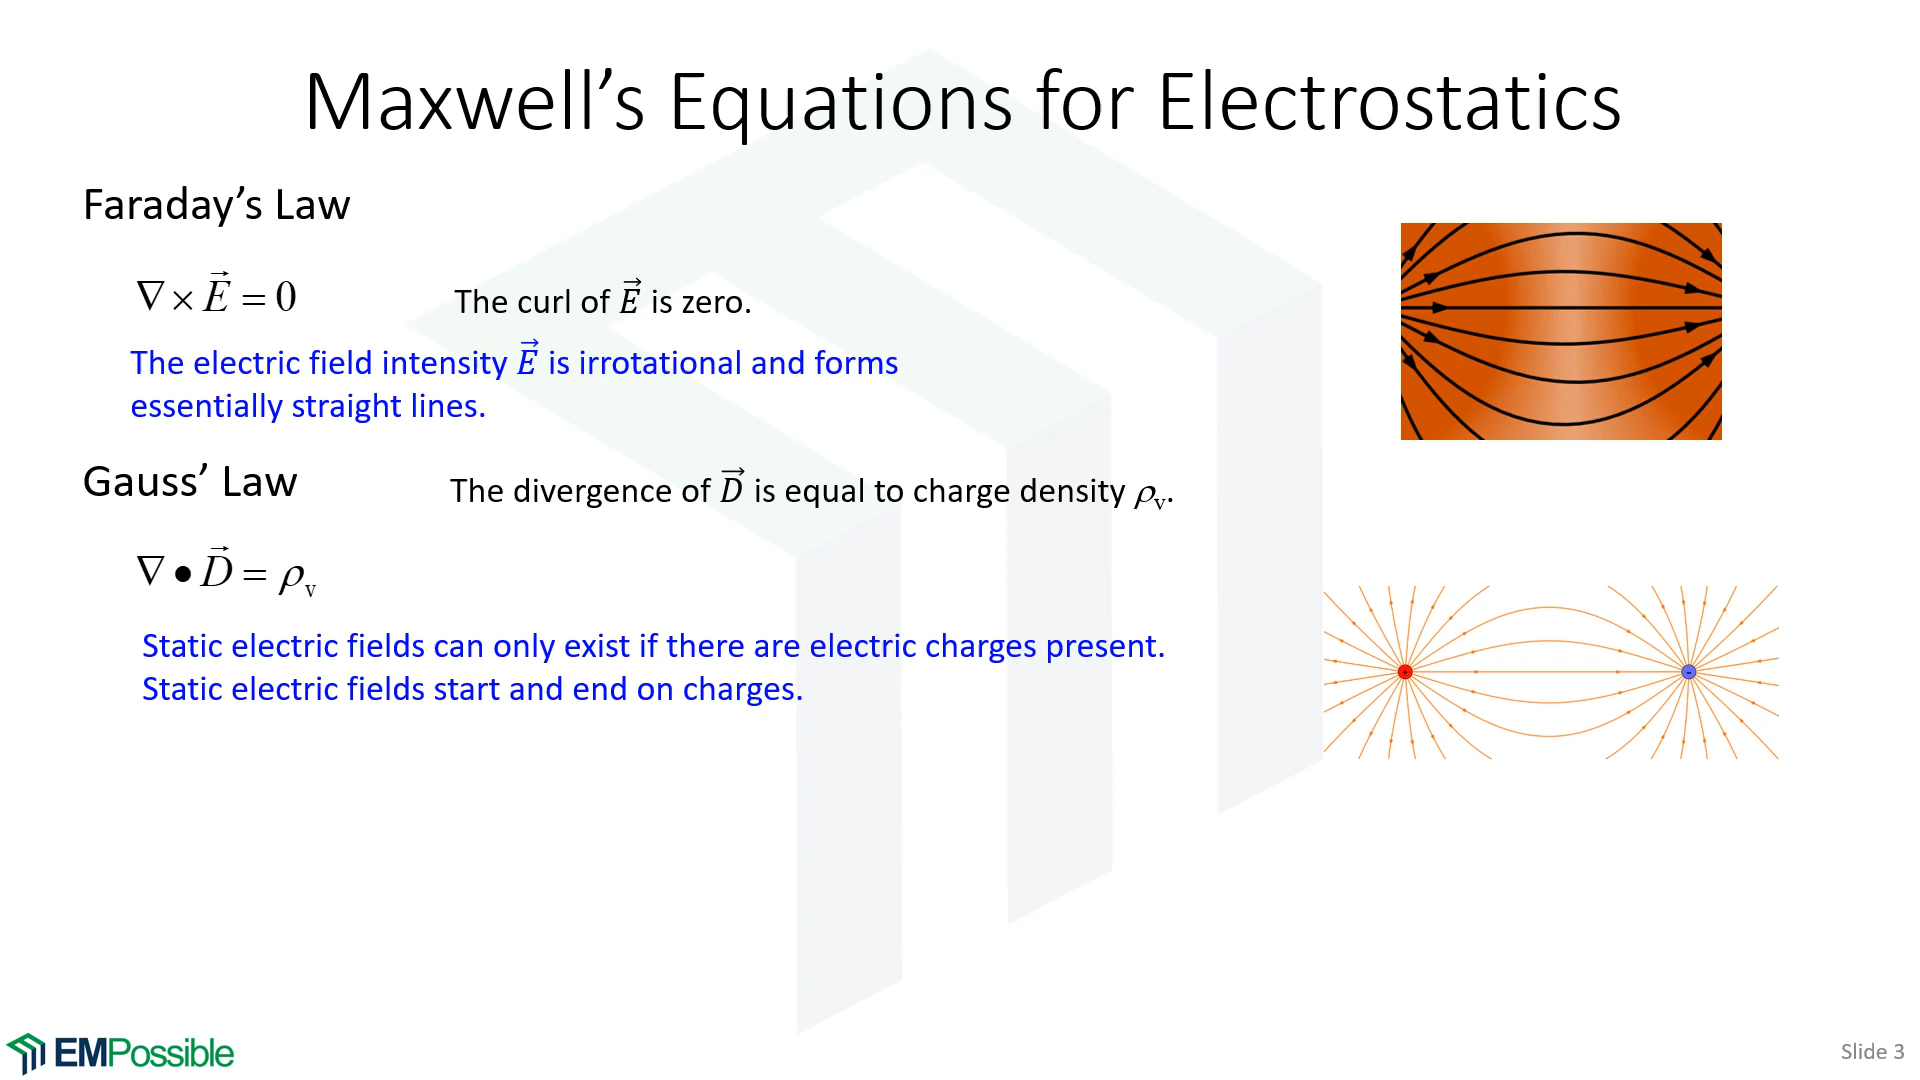 Maxwell’s Equations for Electrostatics
Faraday’s Law
∇ × E⃗ = 0
The curl of E⃗ is zero.
The electric field intensity E⃗ is irrotational and forms
essentially straight lines.
Gauss’ Law
The divergence of D⃗ is equal to charge density ρᵥ.
∇ • D⃗ = ρᵥ
Static electric fields can only exist if there are electric charges present.
Static electric fields start and end on charges.
+ -
EMPossible
Slide 3